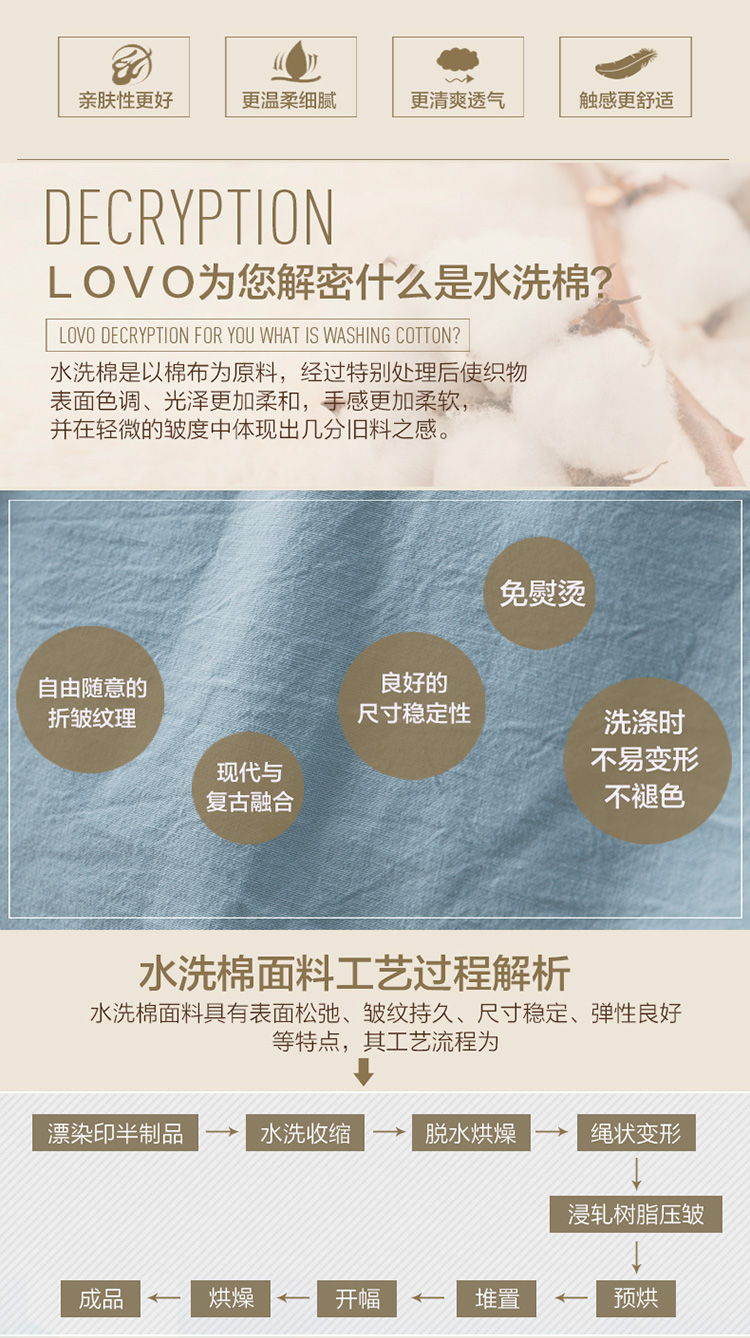 亲肤性更好
更温柔细腻
更清爽透气
触感更舒适
DECRYPTION
LOVO为您解密什么是水洗棉?
LOVO DECRYPTION FOR YOU WHAT IS WASHING COTTON?
水洗棉是以棉布为原料，经过特别处理后使织物
表面色调、光泽更加柔和，手感更加柔软，
并在轻微的皱度中体现出几分旧料之感。
免熨烫
自由随意的
折皱纹理
良好的
尺寸稳定性
洗涤时
不易变形
不褪色
现代与
复古融合
水洗棉面料工艺过程解析
水洗棉面料具有表面松弛、皱纹持久、尺寸稳定、弹性良好
等特点，其工艺流程为
漂染印半制品
水洗收缩
脱水烘燥
绳状变形
浸轧树脂压皱
预烘
堆置
开幅
烘燥
成品